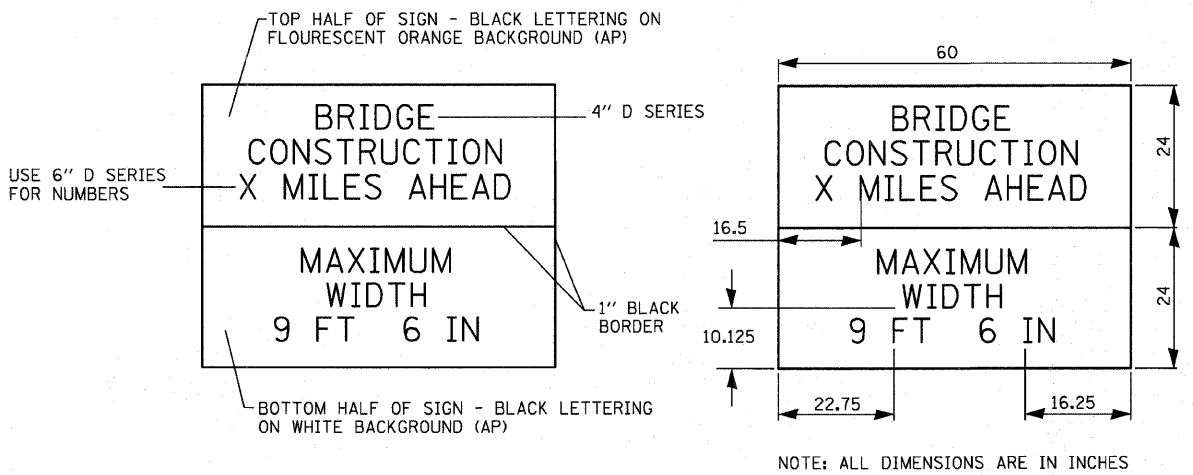 TOP HALF OF SIGN - BLACK LETTERING ON
FLOURESCENT ORANGE BACKGROUND (AP)
BRIDGE
CONSTRUCTION
X MILES AHEAD
4" D SERIES
USE 6" D SERIES
FOR NUMBERS
MAXIMUM
WIDTH
9 FT 6 IN
1" BLACK
BORDER
BOTTOM HALF OF SIGN - BLACK LETTERING
ON WHITE BACKGROUND (AP)
60
BRIDGE
CONSTRUCTION
X MILES AHEAD
24
16.5
MAXIMUM
WIDTH
9 FT 6 IN
24
10.125
22.75
16.25
NOTE: ALL DIMENSIONS ARE IN INCHES